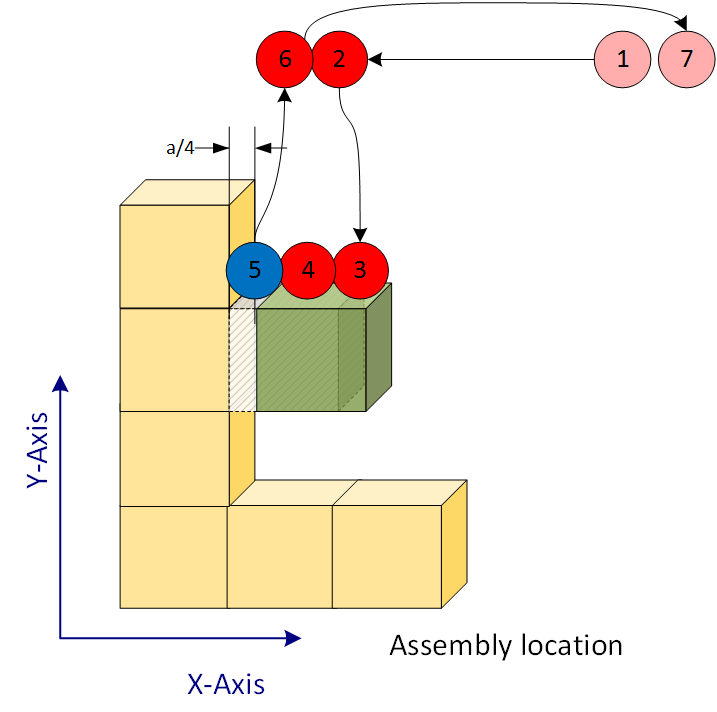 6 2 1 7
a/4
5 4 3
Y-Axis
Assembly location
X-Axis